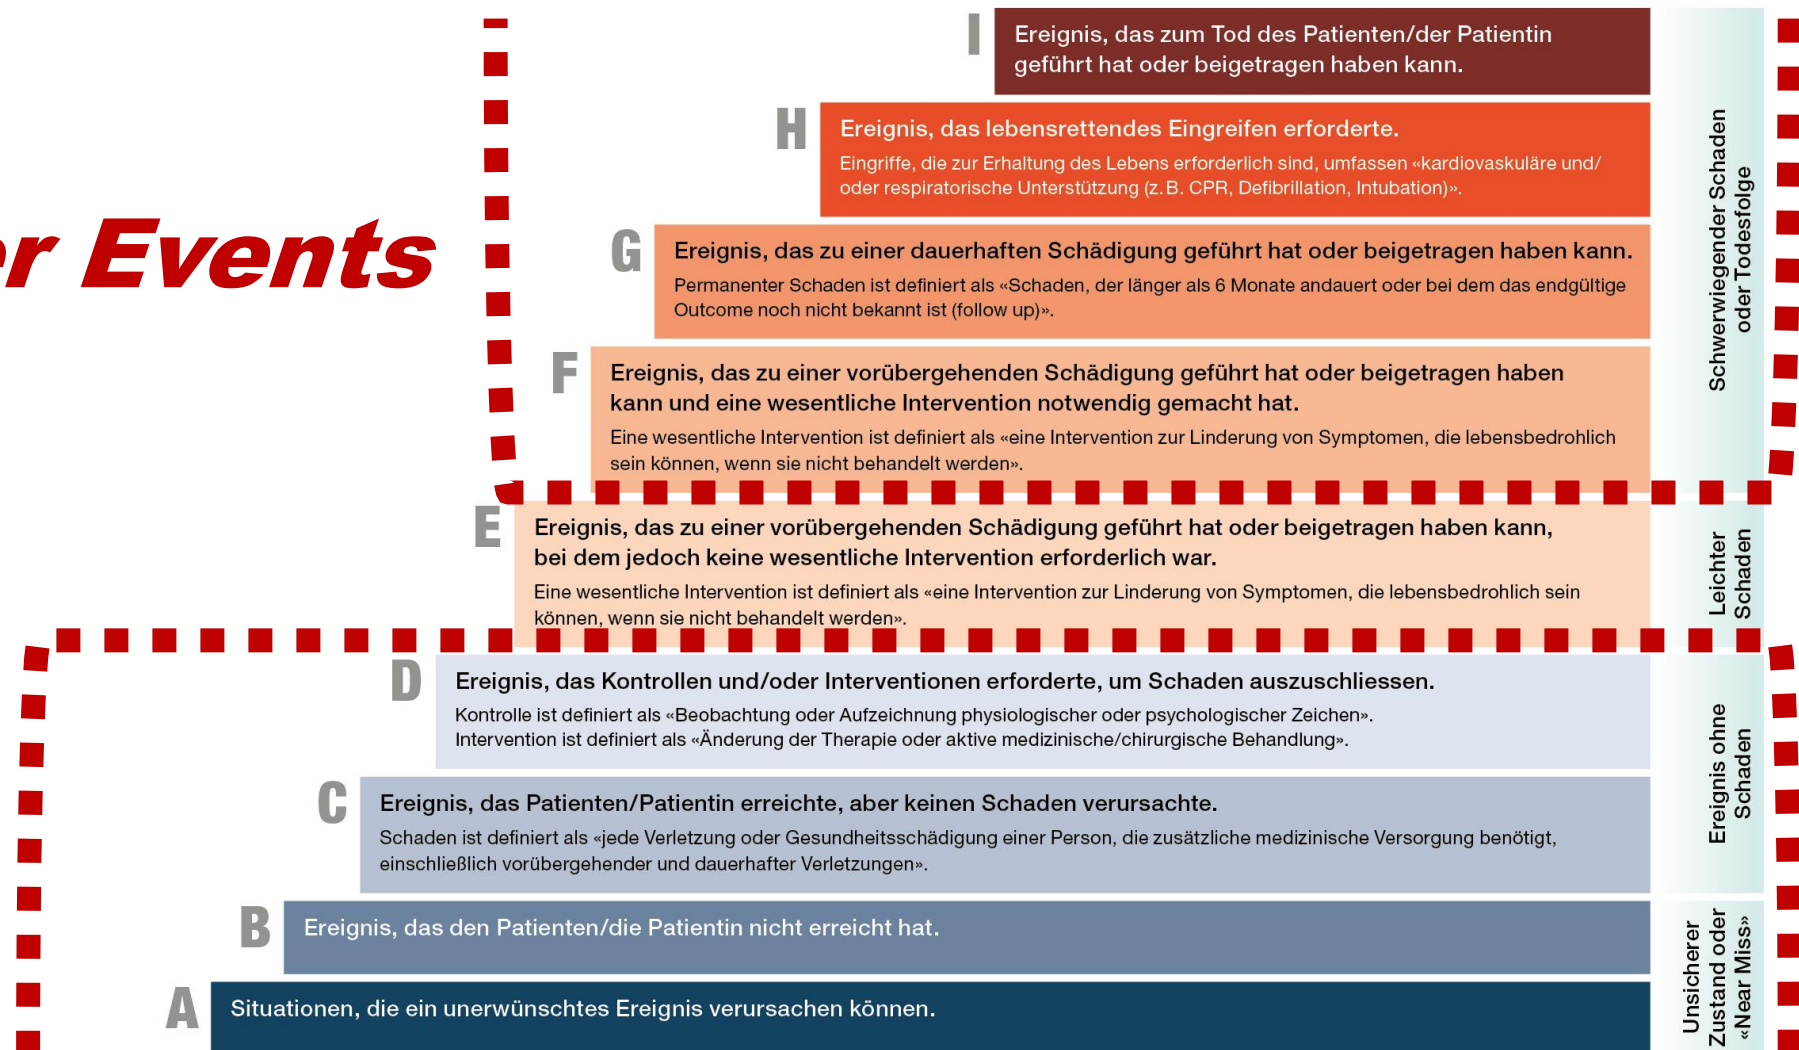 I
Ereignis, das zum Tod des Patienten/der Patientin
geführt hat oder beigetragen haben kann.
H
Ereignis, das lebensrettendes Eingreifen erforderte.
Eingriffe, die zur Erhaltung des Lebens erforderlich sind, umfassen «kardiovaskuläre und/
oder respiratorische Unterstützung (z. B. CPR, Defibrillation, Intubation)».
Events
G
Ereignis, das zu einer dauerhaften Schädigung geführt hat oder beigetragen haben kann.
Permanenter Schaden ist definiert als «Schaden, der länger als 6 Monate andauert oder bei dem das endgültige
Outcome noch nicht bekannt ist (follow up)».
F
Ereignis, das zu einer vorübergehenden Schädigung geführt hat oder beigetragen haben
kann und eine wesentliche Intervention notwendig gemacht hat.
Eine wesentliche Intervention ist definiert als «eine Intervention zur Linderung von Symptomen, die lebensbedrohlich
sein können, wenn sie nicht behandelt werden».
Schwerwiegender Schaden
oder Todesfolge
E
Ereignis, das zu einer vorübergehenden Schädigung geführt hat oder beigetragen haben kann,
bei dem jedoch keine wesentliche Intervention erforderlich war.
Eine wesentliche Intervention ist definiert als «eine Intervention zur Linderung von Symptomen, die lebensbedrohlich sein
können, wenn sie nicht behandelt werden».
Leichter
Schaden
D
Ereignis, das Kontrollen und/oder Interventionen erforderte, um Schaden auszuschliessen.
Kontrolle ist definiert als «Beobachtung oder Aufzeichnung physiologischer oder psychologischer Zeichen».
Intervention ist definiert als «Änderung der Therapie oder aktive medizinische/chirurgische Behandlung».
C
Ereignis, das Patienten/Patientin erreichte, aber keinen Schaden verursachte.
Schaden ist definiert als «jede Verletzung oder Gesundheitsschädigung einer Person, die zusätzliche medizinische Versorgung benötigt,
einschließlich vorübergehender und dauerhafter Verletzungen».
Ereignis ohne
Schaden
B
Ereignis, das den Patienten/die Patientin nicht erreicht hat.
A
Situationen, die ein unerwünschtes Ereignis verursachen können.
Unsicherer
Zustand oder
«Near Miss»